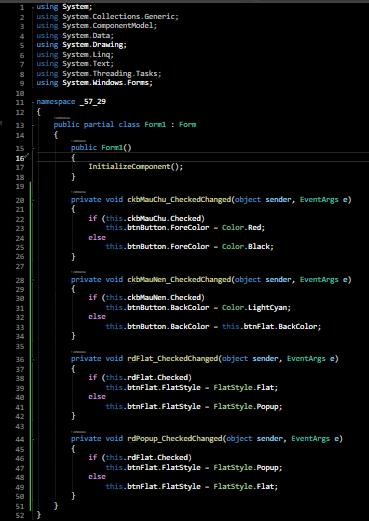 1 using System;
2 using System.Collections.Generic;
3 using System.ComponentModel;
4 using System.Data;
5 using System.Drawing;
6 using System.Linq;
7 using System.Text;
8 using System.Threading.Tasks;
9 using System.Windows.Forms;
10
11 namespace _57_29
12 {
13 public partial class Form1 : Form
14 {
15 public Form1()
16 {
17 InitializeComponent();
18 }
19
20 private void ckbMauChu_CheckedChanged(object sender, EventArgs e)
21 {
22 if (this.ckbMauChu.Checked)
23 this.btnButton.ForeColor = Color.Red;
24 else
25 this.btnButton.ForeColor = Color.Black;
26 }
27
28 private void ckbMauNen_CheckedChanged(object sender, EventArgs e)
29 {
30 if (this.ckbMauNen.Checked)
31 this.btnButton.BackColor = Color.LightCyan;
32 else
33 this.btnButton.BackColor = this.btnFlat.BackColor;
34 }
35
36 private void rdFlat_CheckedChanged(object sender, EventArgs e)
37 {
38 if (this.rdFlat.Checked)
39 this.btnFlat.FlatStyle = FlatStyle.Flat;
40 else
41 this.btnFlat.FlatStyle = FlatStyle.Popup;
42 }
43
44 private void rdPopup_CheckedChanged(object sender, EventArgs e)
45 {
46 if (this.rdFlat.Checked)
47 this.btnFlat.FlatStyle = FlatStyle.Popup;
48 else
49 this.btnFlat.FlatStyle = FlatStyle.Flat;
50 }
51 }
52 }